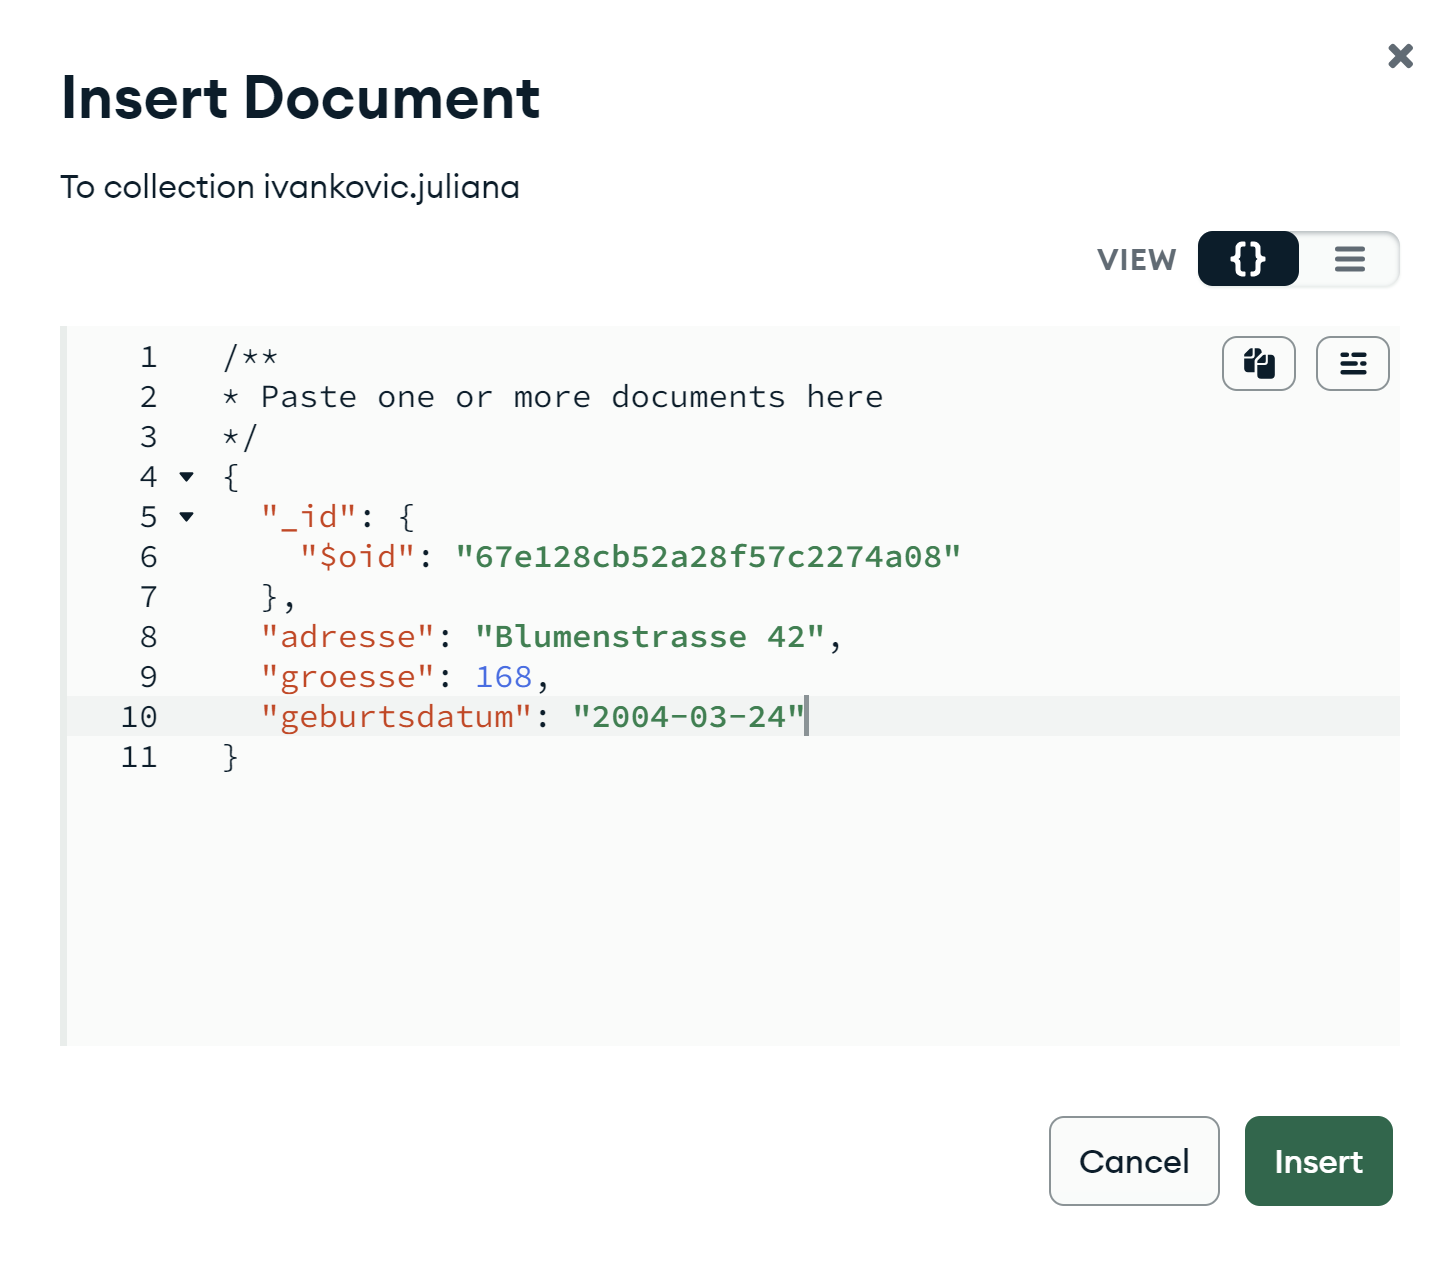 Insert Document
To collection ivankovic.juliana
VIEW {} 
1 /**
2 * Paste one or more documents here
3 */
4 {
5 "_id": {
6 "$oid": "67e128cb52a28f57c2274a08"
7 },
8 "adresse": "Blumenstrasse 42",
9 "groesse": 168,
10 "geburtsdatum": "2004-03-24"
11 }
Cancel Insert